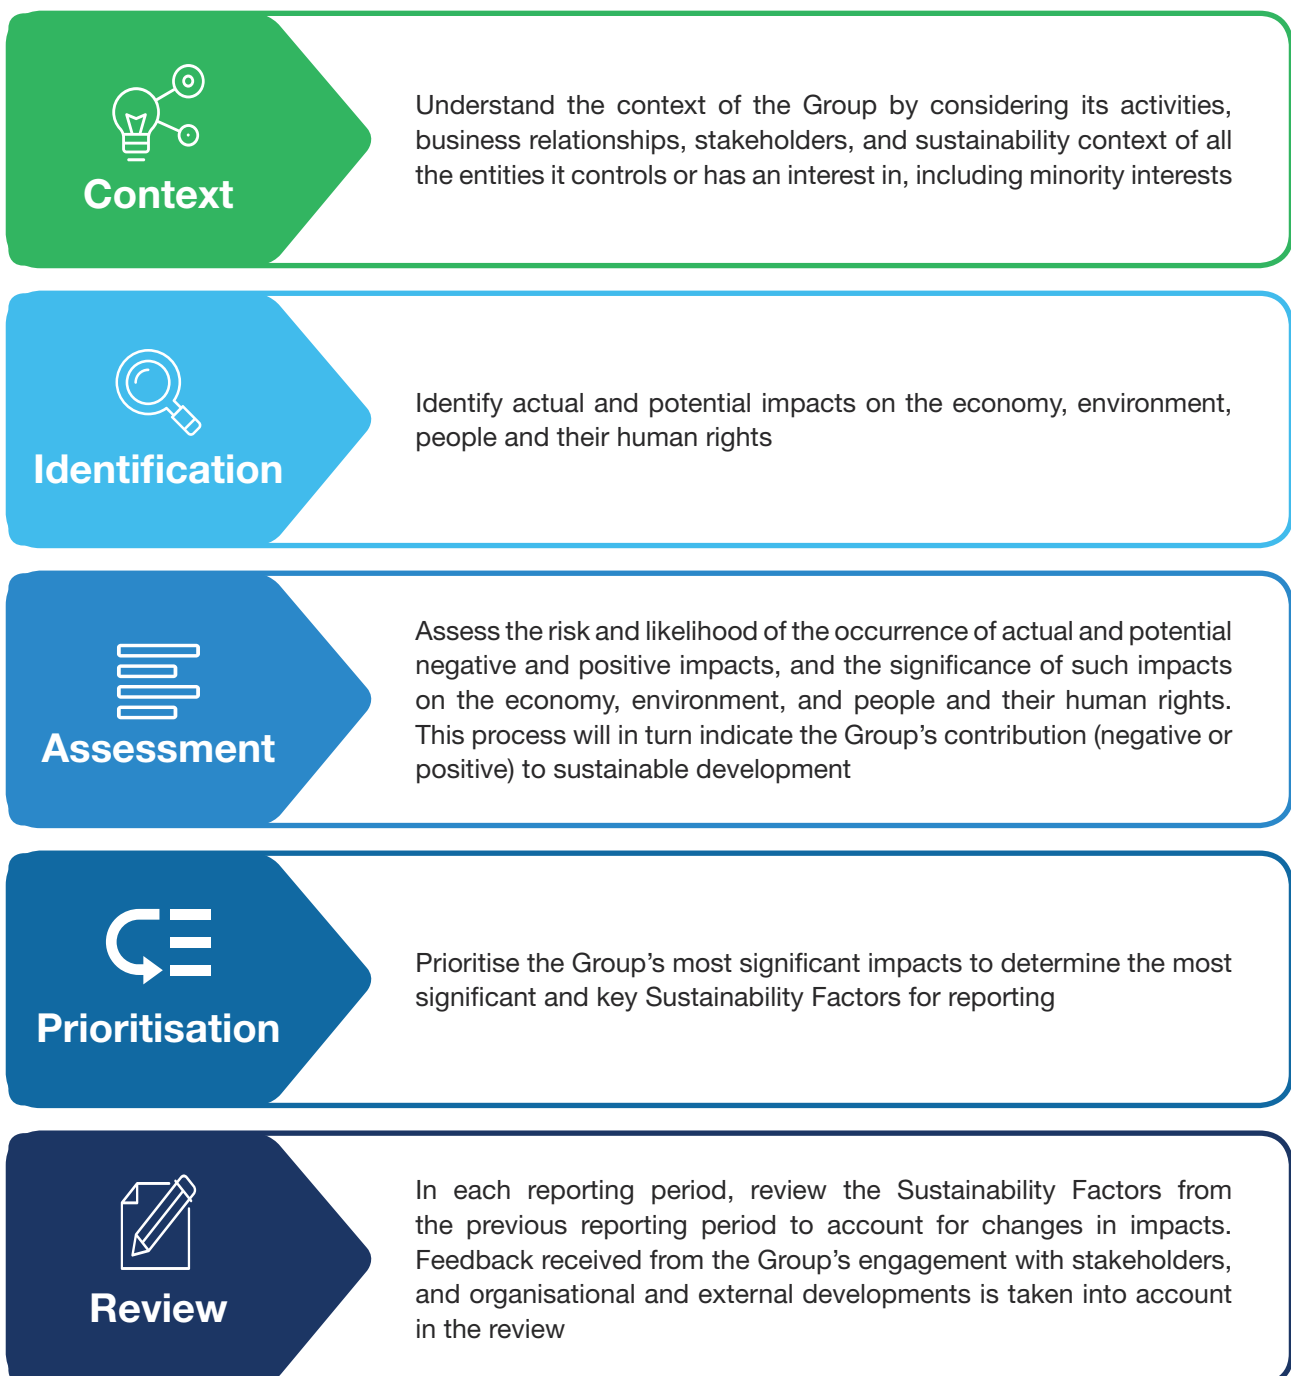 Context
Understand the context of the Group by considering its activities,
business relationships, stakeholders, and sustainability context of all
the entities it controls or has an interest in, including minority interests
Identification
Identify actual and potential impacts on the economy, environment,
people and their human rights
Assessment
Assess the risk and likelihood of the occurrence of actual and potential
negative and positive impacts, and the significance of such impacts
on the economy, environment, and people and their human rights.
This process will in turn indicate the Group’s contribution (negative or
positive) to sustainable development
Prioritisation
Prioritise the Group’s most significant impacts to determine the most
significant and key Sustainability Factors for reporting
Review
In each reporting period, review the Sustainability Factors from
the previous reporting period to account for changes in impacts.
Feedback received from the Group’s engagement with stakeholders,
and organisational and external developments is taken into account
in the review